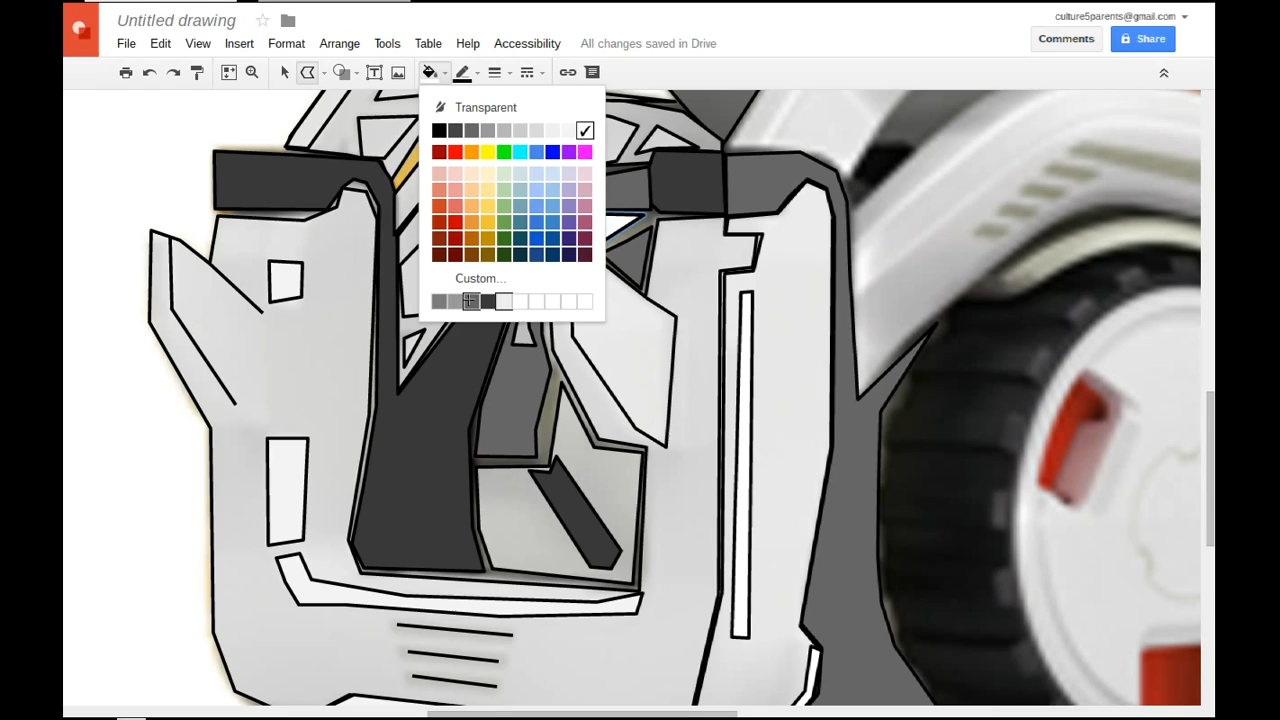 Untitled drawing
culture5parents@gmail.com
File Edit View Insert Format Arrange Tools Table Help Accessibility All changes saved in Drive
Comments Share
Transparent
Custom...